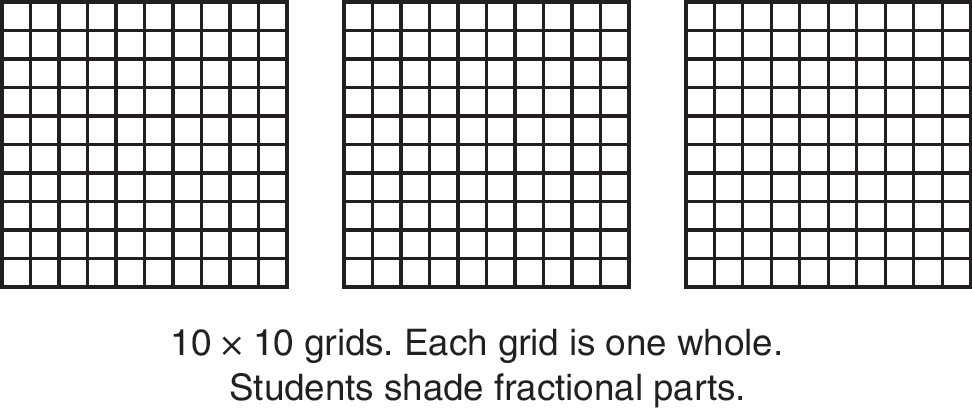 10 × 10 grids. Each grid is one whole.
Students shade fractional parts.